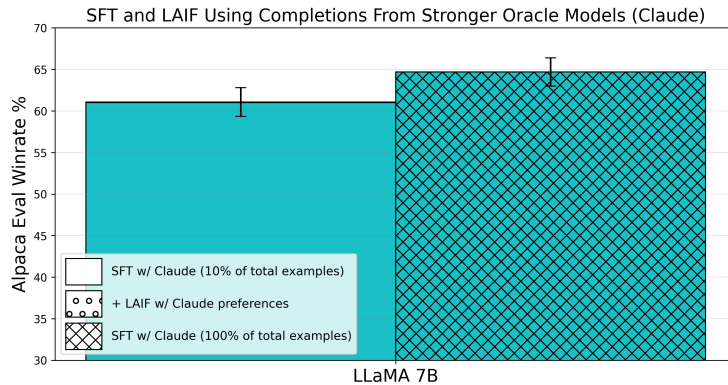 SFT and LAIF Using Completions From Stronger Oracle Models (Claude)
Alpaca Eval Winrate %
70
65
60
55
50
45
40
35
30
SFT w/ Claude (10% of total examples)
+ LAIF w/ Claude preferences
SFT w/ Claude (100% of total examples)
LLaMA 7B